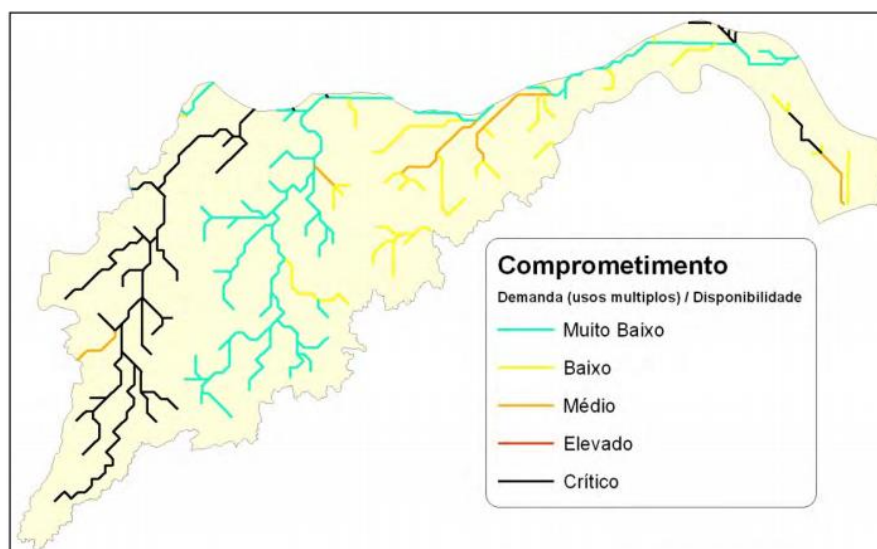 Comprometimento
Demanda (usos multiplos) / Disponibilidade
Muito Baixo
Baixo
Médio
Elevado
Crítico